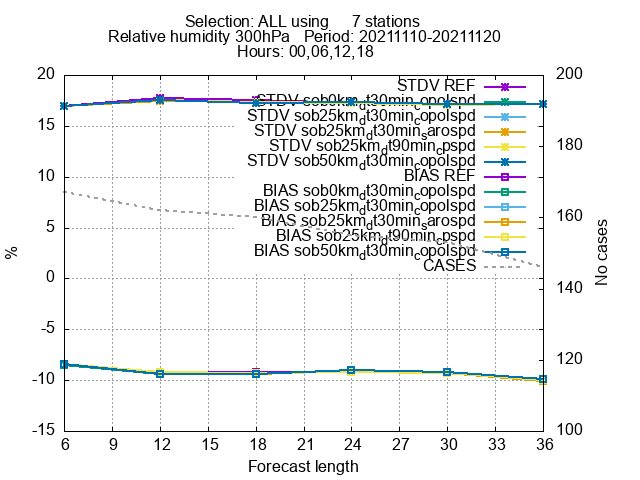 Selection: ALL using 7 stations
Relative humidity 300hPa Period: 20211110-20211120
Hours: 00,06,12,18
20
15
10
5
0
-5
-10
-15
%
200
180
160
140
120
100
No cases
STDV REF
STDV sob0km_dt30min_copolspd
STDV sob25km_dt30min_copolspd
STDV sob25km_dt30min_sarospd
STDV sob25km_dt90min_cpspd
STDV sob50km_dt30min_copolspd
BIAS REF
BIAS sob0km_dt30min_copolspd
BIAS sob25km_dt30min_copolspd
BIAS sob25km_dt30min_sarospd
BIAS sob25km_dt90min_cpspd
BIAS sob50km_dt30min_copolspd
CASES
6 9 12 15 18 21 24 27 30 33 36
Forecast length